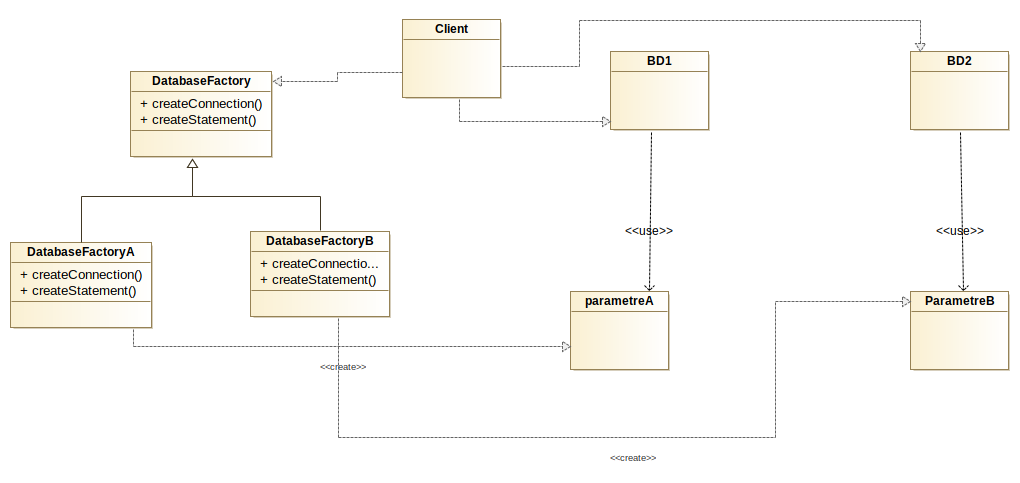 Client
BD1
BD2
DatabaseFactory
+ createConnection()
+ createStatement()
DatabaseFactoryA
+ createConnection()
+ createStatement()
DatabaseFactoryB
+ createConnectio...
+ createStatement()
<<use>>
<<use>>
parametreA
ParametreB
<<create>>
<<create>>